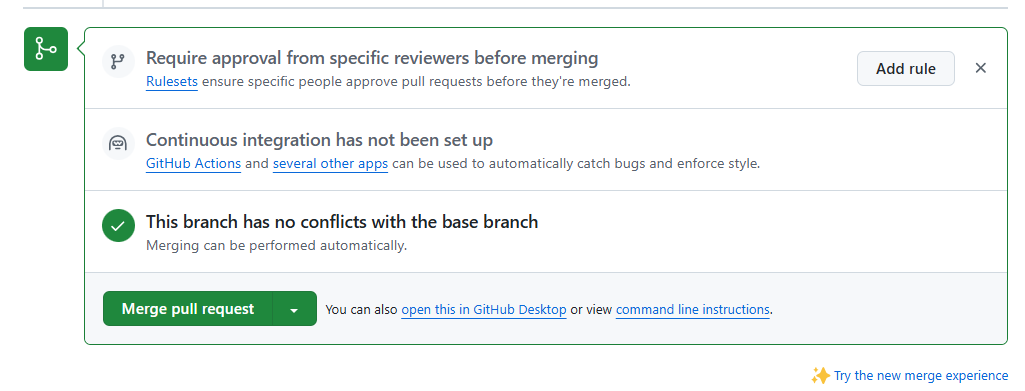 Require approval from specific reviewers before merging
Add rule
Rulesets ensure specific people approve pull requests before they're merged.
Continuous integration has not been set up
GitHub Actions and several other apps can be used to automatically catch bugs and enforce style.
This branch has no conflicts with the base branch
Merging can be performed automatically.
Merge pull request
You can also open this in GitHub Desktop or view command line instructions.
Try the new merge experience